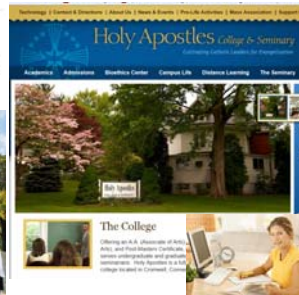 Technology | Contact & Directions | About Us | News & Events | Pro-Life Activities | Mass Association | Support
Holy Apostles College & Seminary
Cultivating Catholic Leaders for Evangelization
Academics Admissions Bioethics Center Campus Life Distance Learning The Seminary
Holy Apostles
The College
Offering an A.A. (Associate of Arts),
Arts), and Post-Masters Certificate,
serves undergraduate and graduate
seminarians. Holy Apostles is a full
college located in Cromwell, Connec